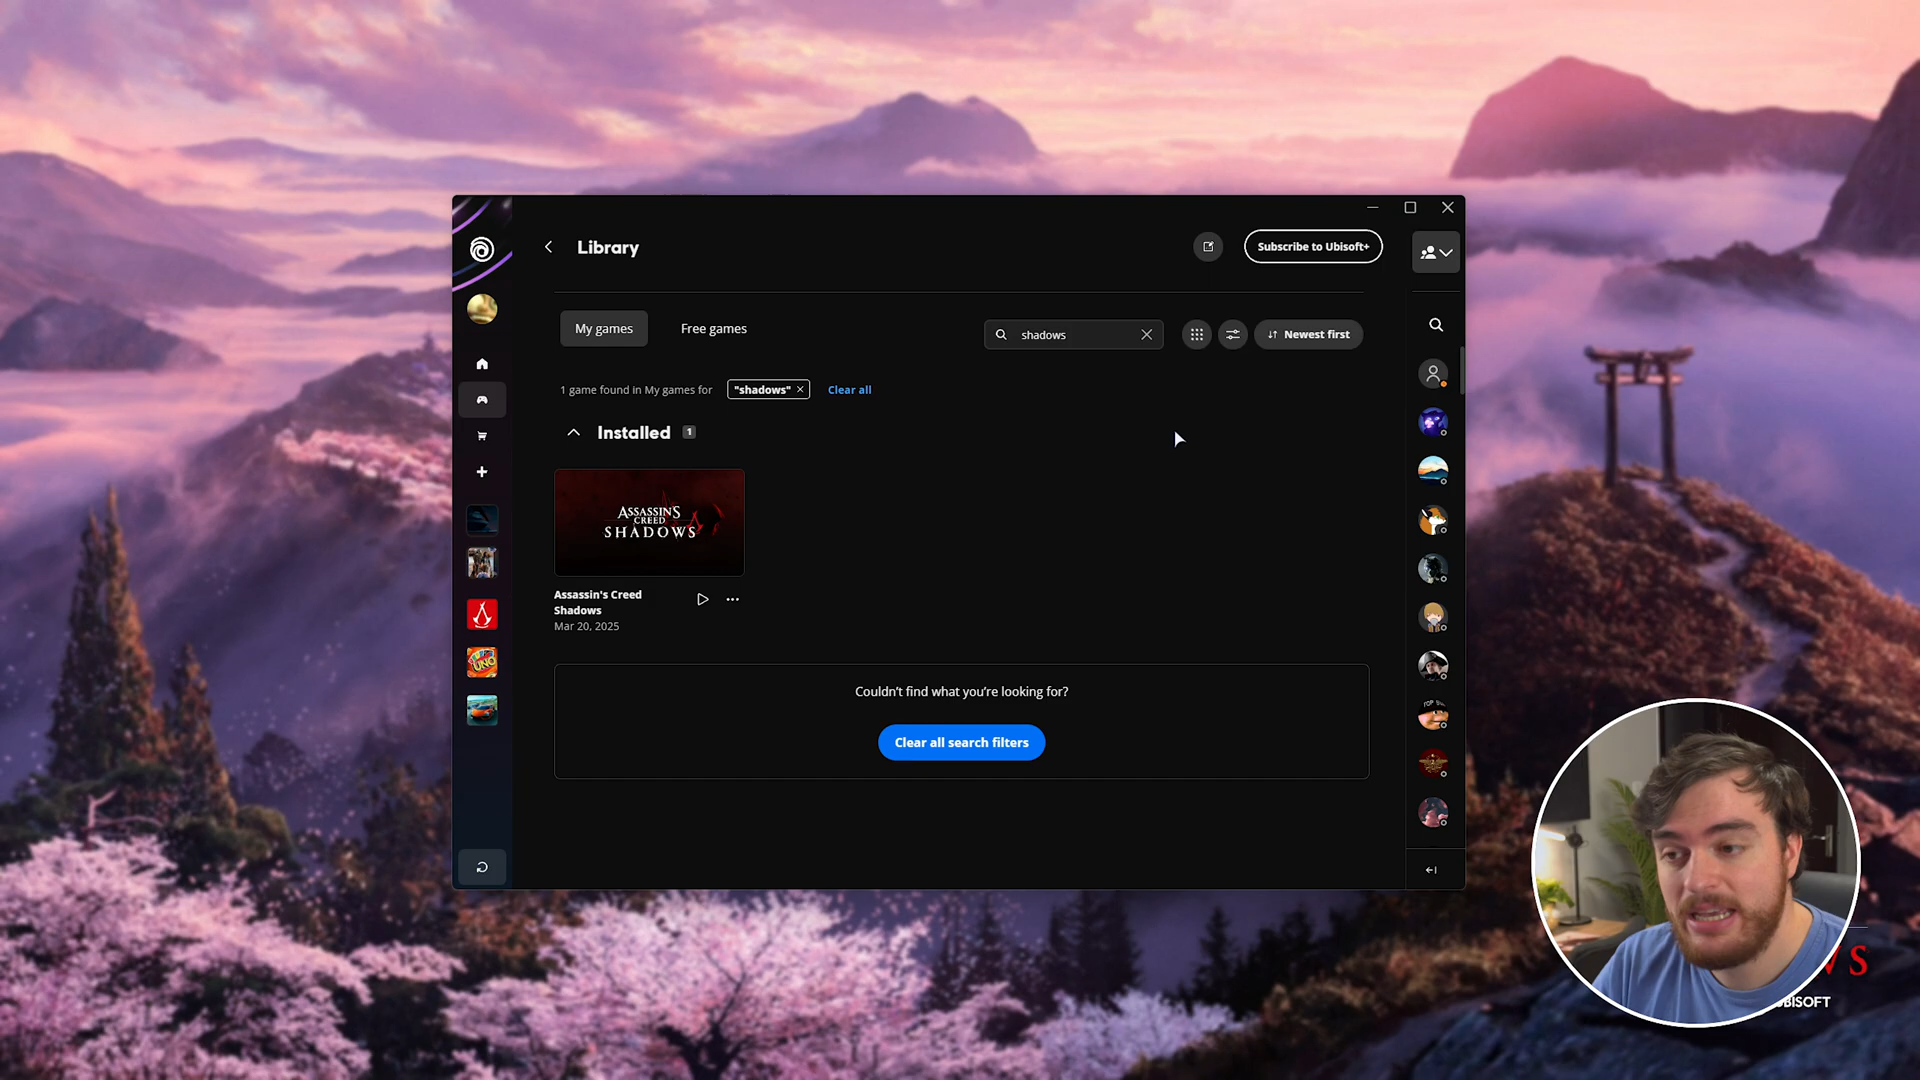 Library
Subscribe to Ubisoft+
My games
Free games
shadows
Newest first
1 game found in My games for
"shadows"
Clear all
Installed
1
ASSASSIN'S
CREED
SHADOWS
Assassin's Creed
Shadows
Mar 20, 2025
Couldn't find what you're looking for?
Clear all search filters
UNO
WS
UBISOFT